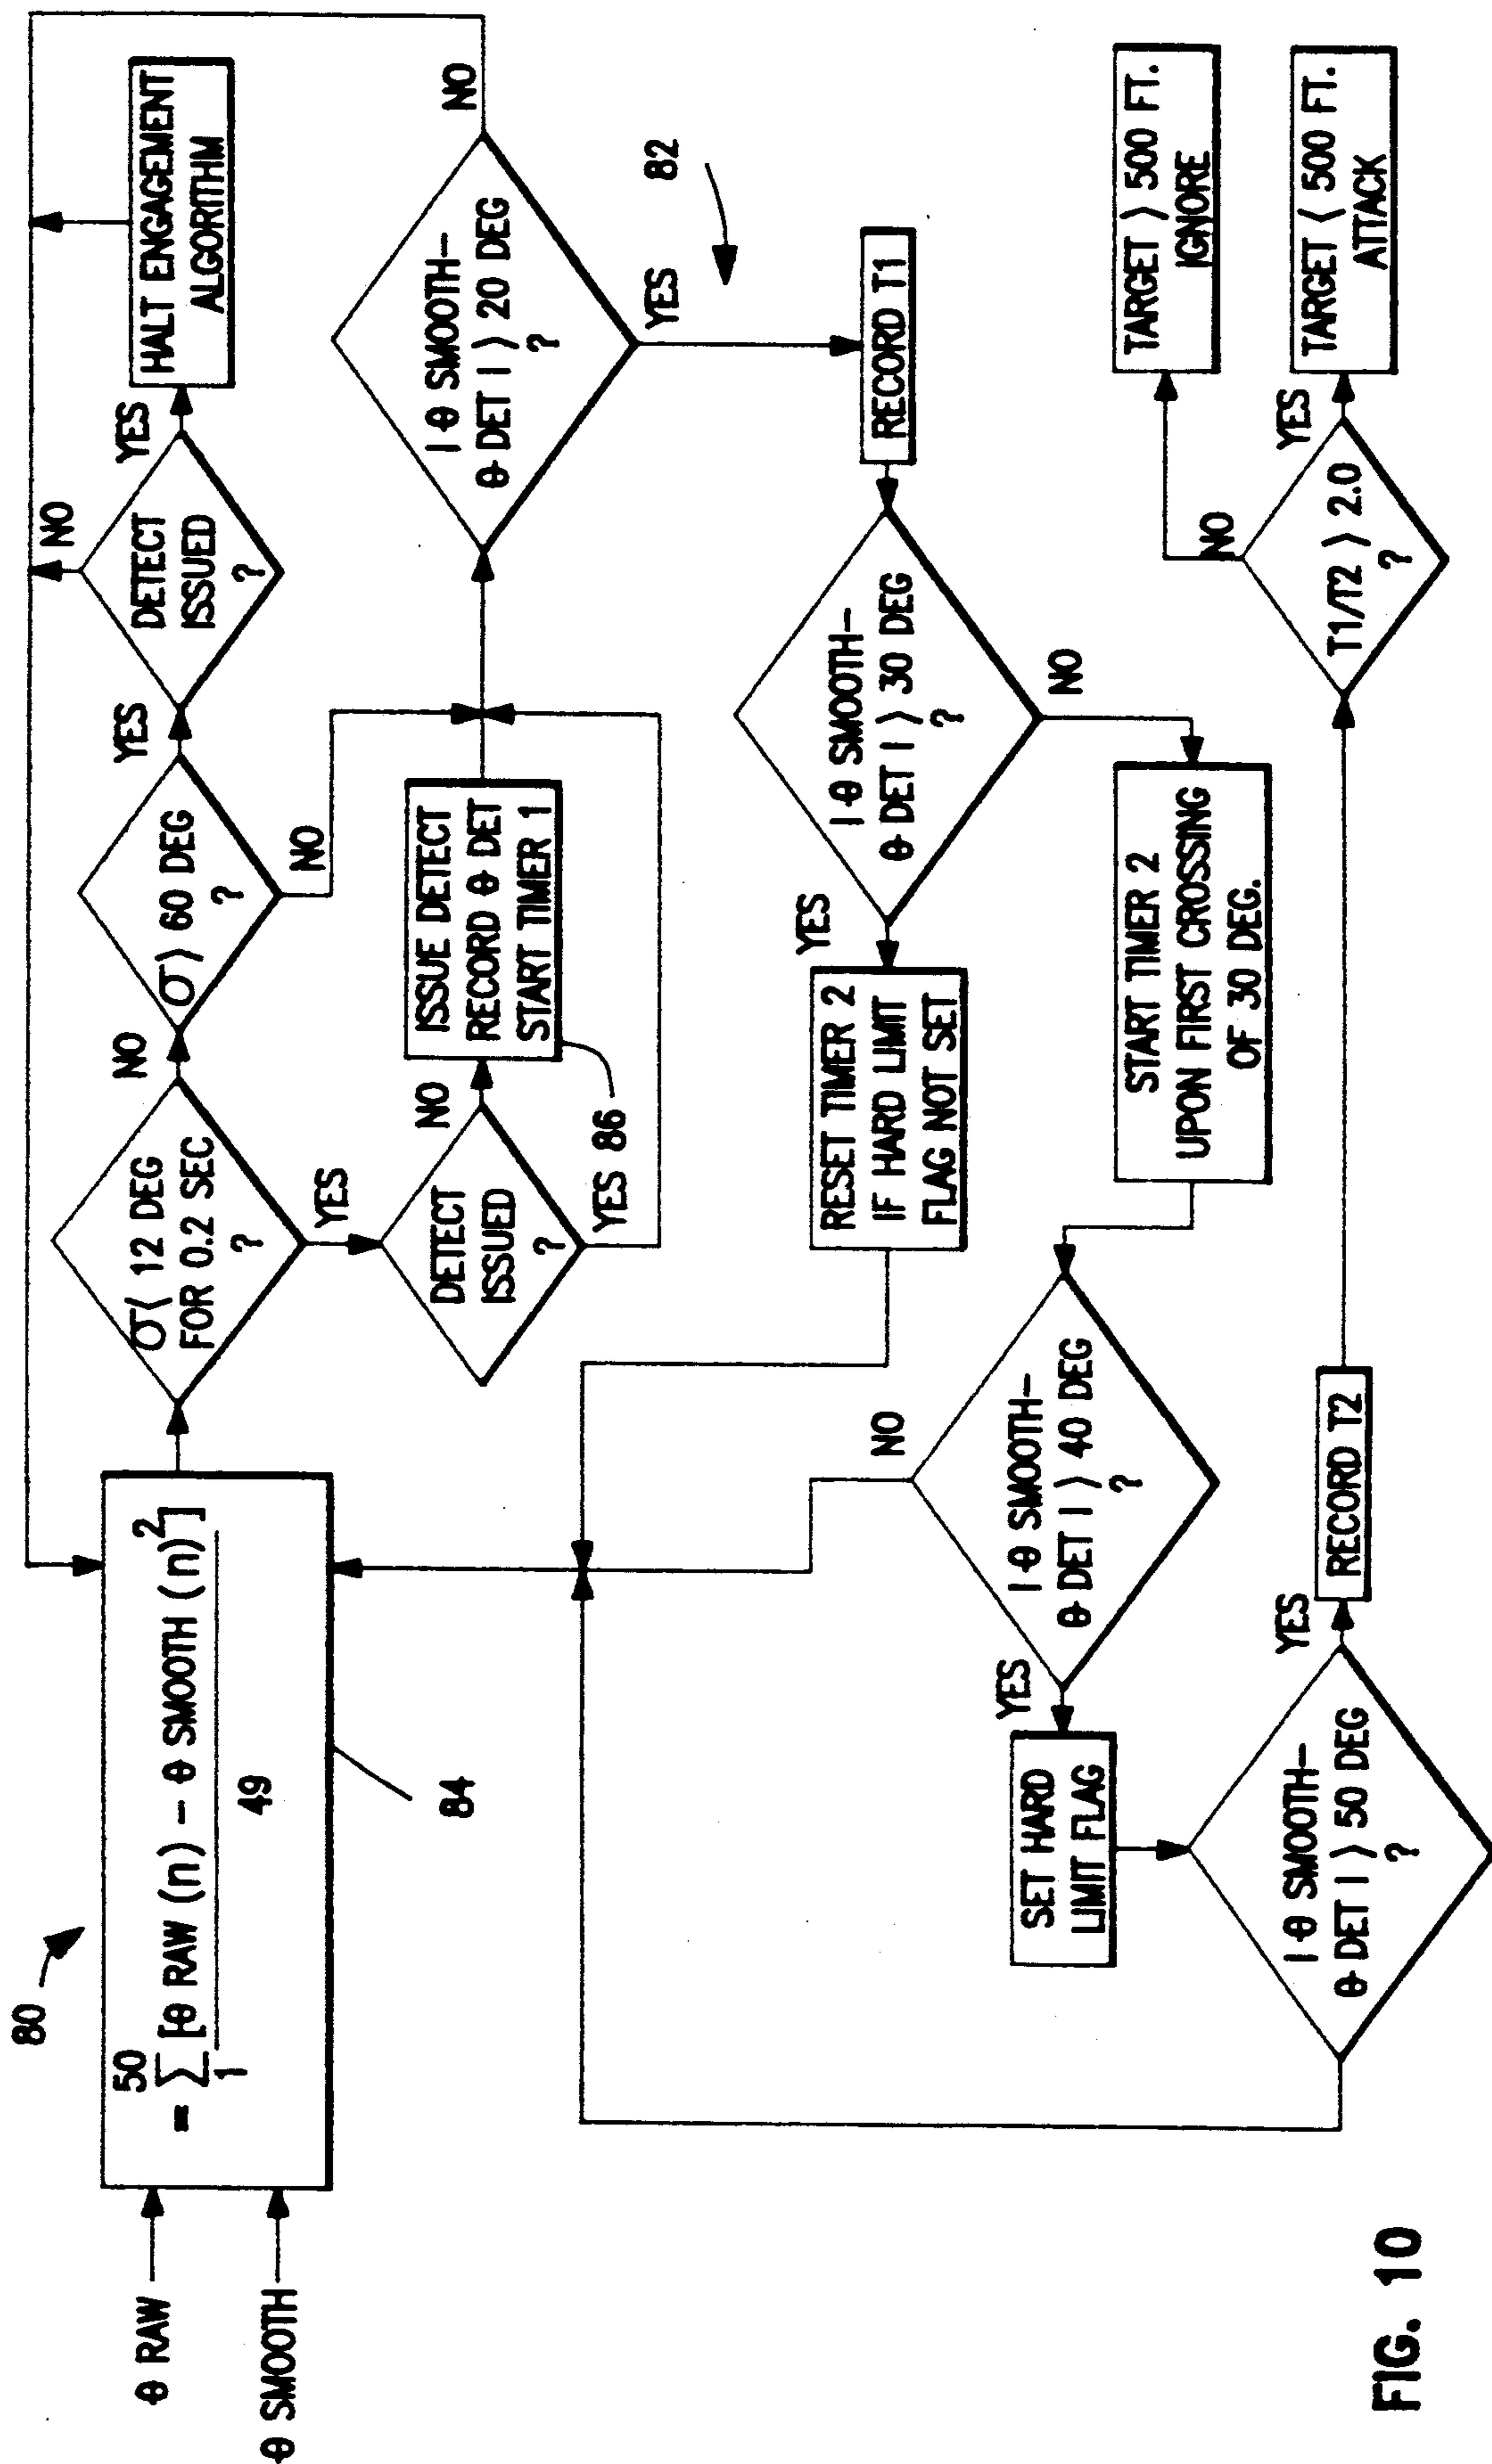 80
θ RAW
θ SMOOTH
50
= Σ [θ RAW (n) – θ SMOOTH (n)²]
1
49
84
σ⟨ 12 DEG
FOR 0.2 SEC
?
NO
YES
σ⟩ 60 DEG
?
YES
NO
DETECT
ISSUED
?
NO
YES
HALT ENGAGEMENT
ALGORITHM
DETECT
ISSUED
?
NO
YES 86
ISSUE DETECT
RECORD θ DET
START TIMER 1
|θ SMOOTH–
θ DET | ⟩ 20 DEG
?
NO
YES
82
RECORD T1
|θ SMOOTH–
θ DET | ⟩ 30 DEG
?
YES
NO
RESET TIMER 2
IF HARD LIMIT
FLAG NOT SET
START TIMER 2
UPON FIRST CROSSING
OF 30 DEG.
|θ SMOOTH–
θ DET | ⟩ 40 DEG
?
NO
YES
SET HARD
LIMIT FLAG
|θ SMOOTH–
θ DET | ⟩ 50 DEG
?
YES
RECORD T2
T1/T2 ⟩ 2.0
?
NO
YES
TARGET ⟩ 500 FT.
IGNORE
TARGET ⟨ 500 FT.
ATTACK
FIG. 10